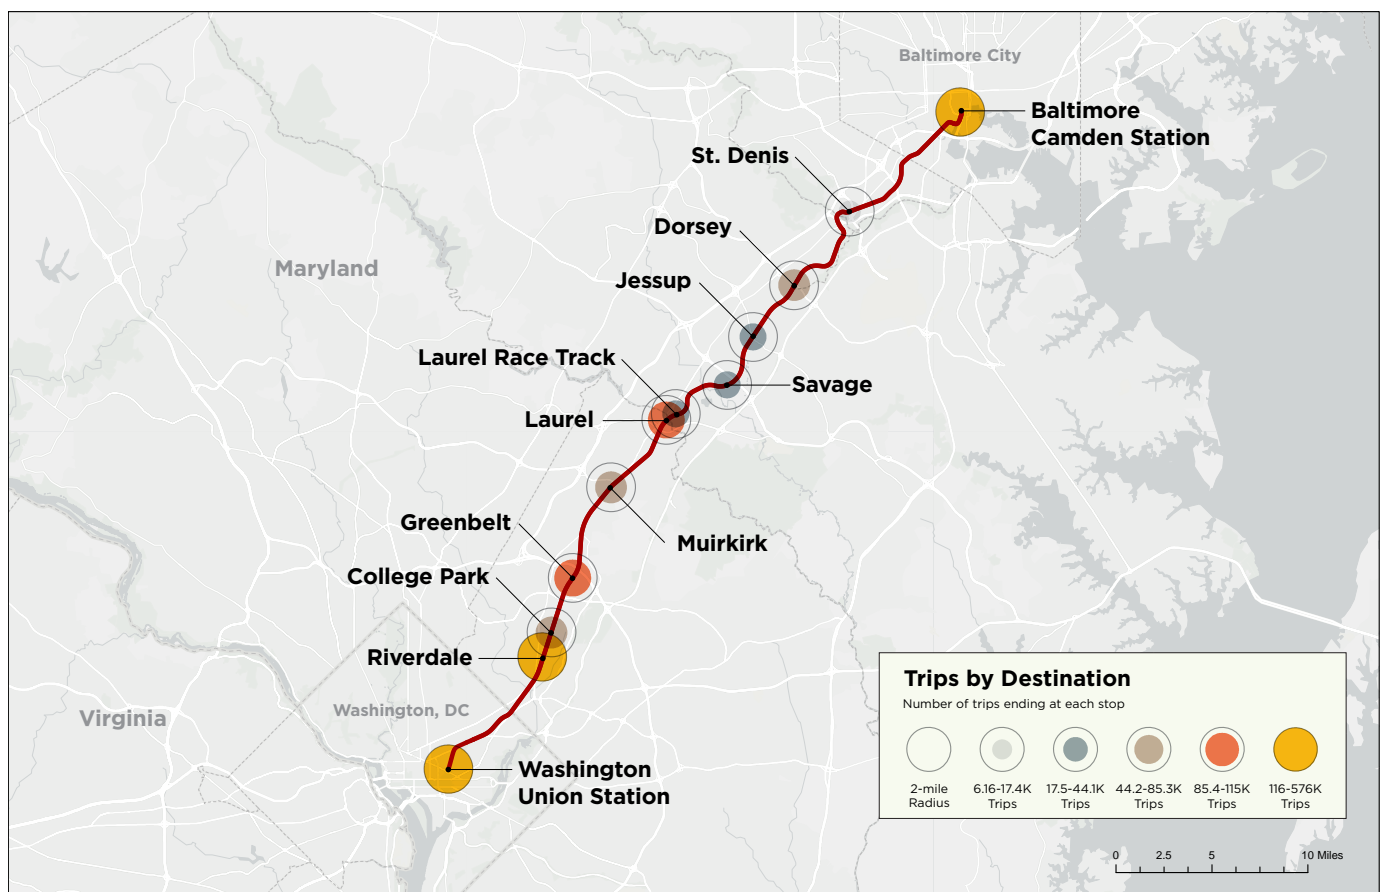 Baltimore City
Baltimore
Camden Station
St. Denis
Dorsey
Maryland
Jessup
Laurel Race Track
Savage
Laurel
Greenbelt
Muirkirk
College Park
Riverdale
Virginia
Washington, DC
Washington
Union Station
Trips by Destination
Number of trips ending at each stop
2-mile
Radius
6.16-17.4K
Trips
17.5-44.1K
Trips
44.2-85.3K
Trips
85.4-115K
Trips
116-576K
Trips
0 2.5 5 10 Miles